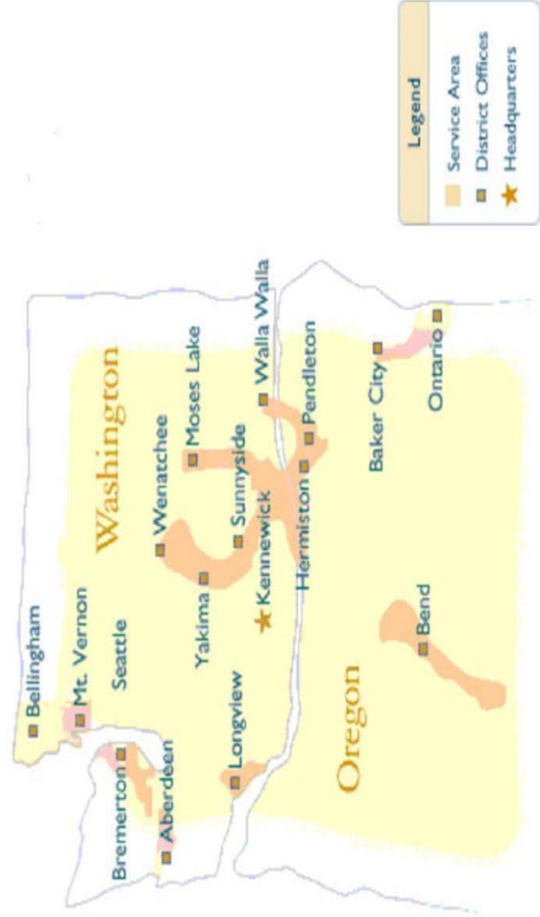 Bellingham
Mt. Vernon
Seattle
Bremerton
Aberdeen
Washington
Wenatchee
Moses Lake
Yakima
Sunnyside
Kennewick
Walla Walla
Longview
Hermiston
Pendleton
Oregon
Baker City
Bend
Ontario
Legend
Service Area
District Offices
Headquarters